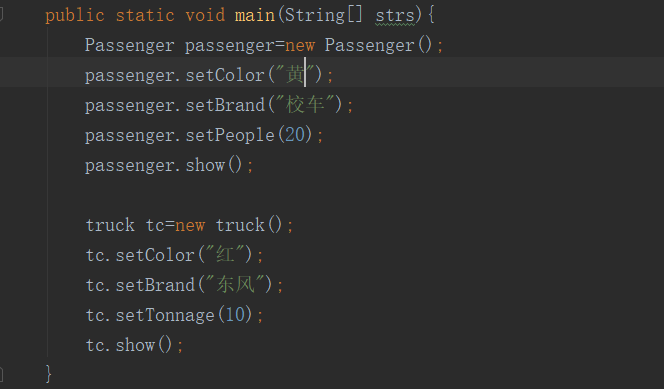 public static void main(String[] strs){
Passenger passenger=new Passenger();
passenger.setColor("黄");
passenger.setBrand("校车");
passenger.setPeople(20);
passenger.show();
truck tc=new truck();
tc.setColor("红");
tc.setBrand("东风");
tc.setTonnage(10);
tc.show();
}